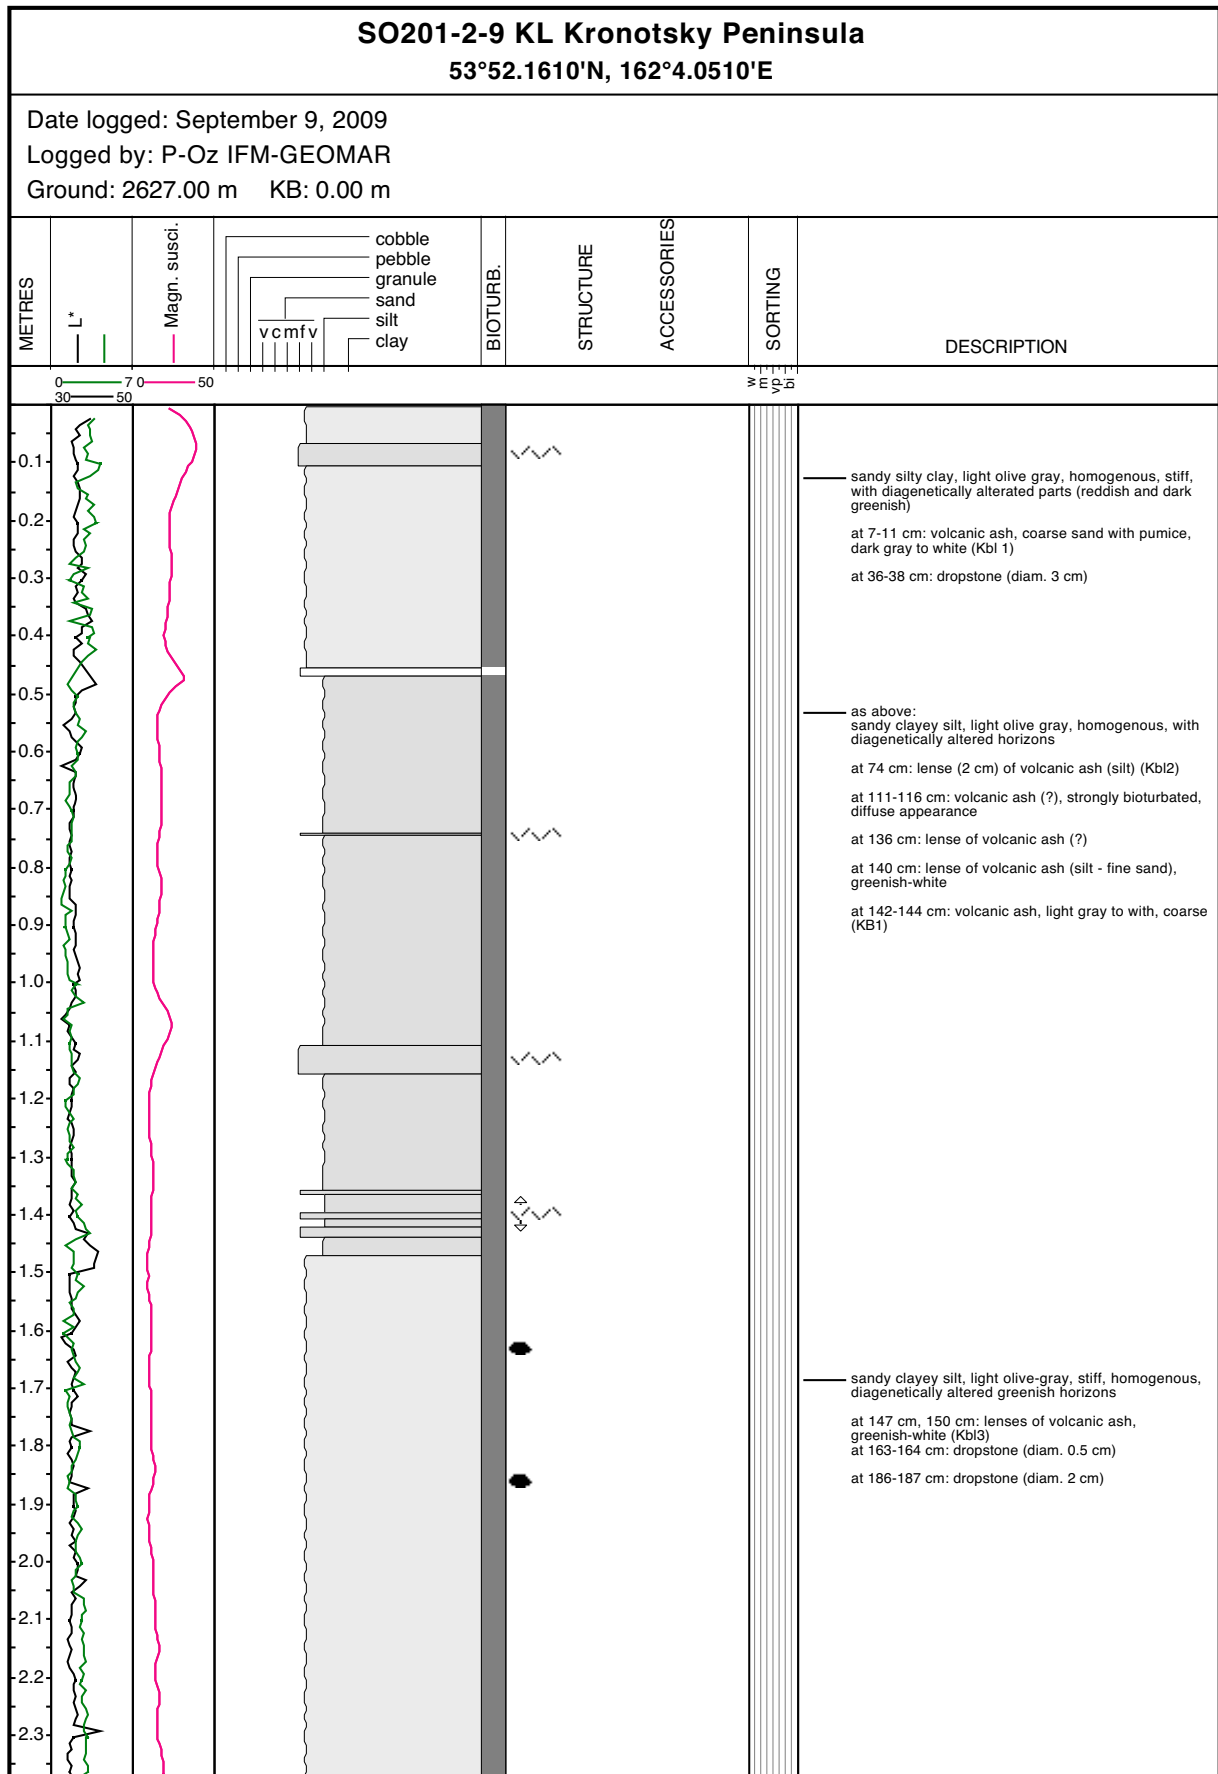 SO201-2-9 KL Kronotsky Peninsula
53°52.1610'N, 162°4.0510'E
Date logged: September 9, 2009
Logged by: P-Oz IFM-GEOMAR
Ground: 2627.00 m KB: 0.00 m
METRES
L*
Magn. susci.
cobble
pebble
granule
sand
silt
clay
v c m f v
BIOTURB.
STRUCTURE
ACCESSORIES
SORTING
DESCRIPTION
0 7
30 50
0 50
w
m
vp
bi
0.1
0.2
0.3
0.4
0.5
0.6
0.7
0.8
0.9
1.0
1.1
1.2
1.3
1.4
1.5
1.6
1.7
1.8
1.9
2.0
2.1
2.2
2.3
sandy silty clay, light olive gray, homogenous, stiff,
with diagenetically alterated parts (reddish and dark
greenish)
at 7-11 cm: volcanic ash, coarse sand with pumice,
dark gray to white (Kbl 1)
at 36-38 cm: dropstone (diam. 3 cm)
as above:
sandy clayey silt, light olive gray, homogenous, with
diagenetically altered horizons
at 74 cm: lense (2 cm) of volcanic ash (silt) (Kbl2)
at 111-116 cm: volcanic ash (?), strongly bioturbated,
diffuse appearance
at 136 cm: lense of volcanic ash (?)
at 140 cm: lense of volcanic ash (silt - fine sand),
greenish-white
at 142-144 cm: volcanic ash, light gray to with, coarse
(KB1)
sandy clayey silt, light olive-gray, stiff, homogenous,
diagenetically altered greenish horizons
at 147 cm, 150 cm: lenses of volcanic ash,
greenish-white (Kbl3)
at 163-164 cm: dropstone (diam. 0.5 cm)
at 186-187 cm: dropstone (diam. 2 cm)